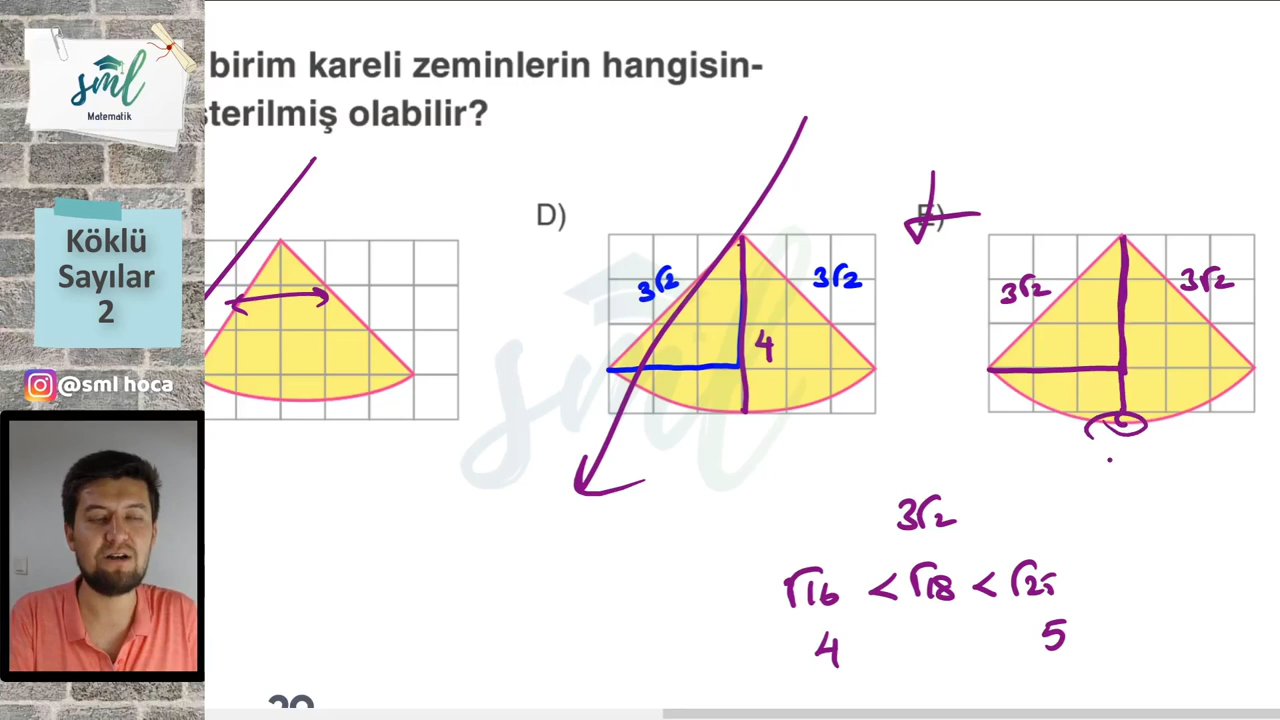 sml
Matematik
Köklü
Sayılar
2
@sml hoca
birim kareli zeminlerin hangisin-
sterilmiş olabilir?
D)
E)
3√2
3√2
4
3√2
3√2
sml
3√2
√16 < √18 < √25
4
5